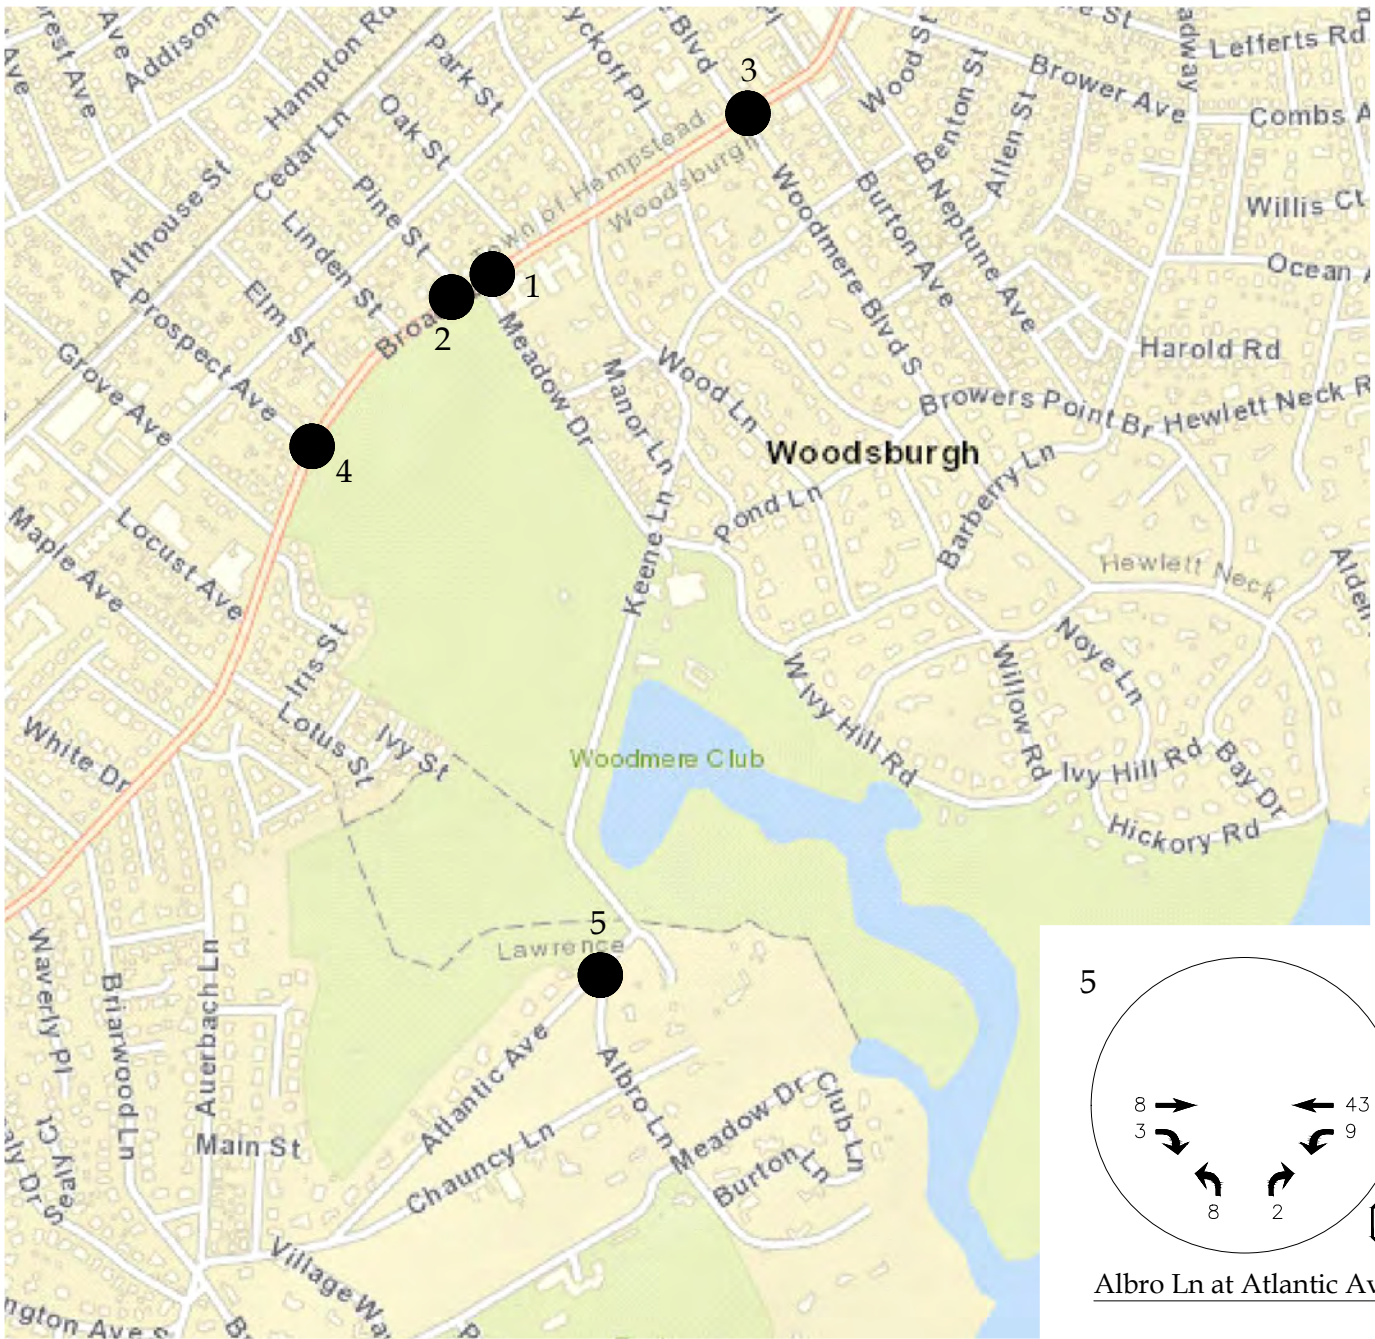 Addison
Hampton Rd
Park St
Blvd
Wood St
Lefferts Rd
Brower Ave
Combs A
Cedar Ln
Oak St
3
Town of Hempstead
Woodsburgh
Benton St
Allen St
Althouse St
Pine St
Willis Ct
Woodmere Blvd S
Burton Ave
Neptune Ave
Ocean A
Linden St
1
2
Elm St
Prospect Ave
Meadow Dr
Manor Ln
Wood Ln
Harold Rd
Grove Ave
Browers Point Br
Hewlett Neck R
4
Woodsburgh
Pond Ln
Barberry Ln
Maple Ave
Locust Ave
Keene Ln
Hewlett Neck
Alden
Iris St
Noye Ln
W Ivy Hill Rd
Willow Rd
Lotus St
Ivy St
White Dr
Woodmere Club
Ivy Hill Rd
Bay Dr
Hickory Rd
5
Lawrence
Waverly Pl
Briarwood Ln
Auerbach Ln
Atlantic Ave
Albro Ln
Meadow Dr
Club Ln
Main St
Chauncy Ln
Burton Ln
Sealy Ct
Village Wa
ngton Ave S
5
8
43
3
9
8
2
Albro Ln at Atlantic Av